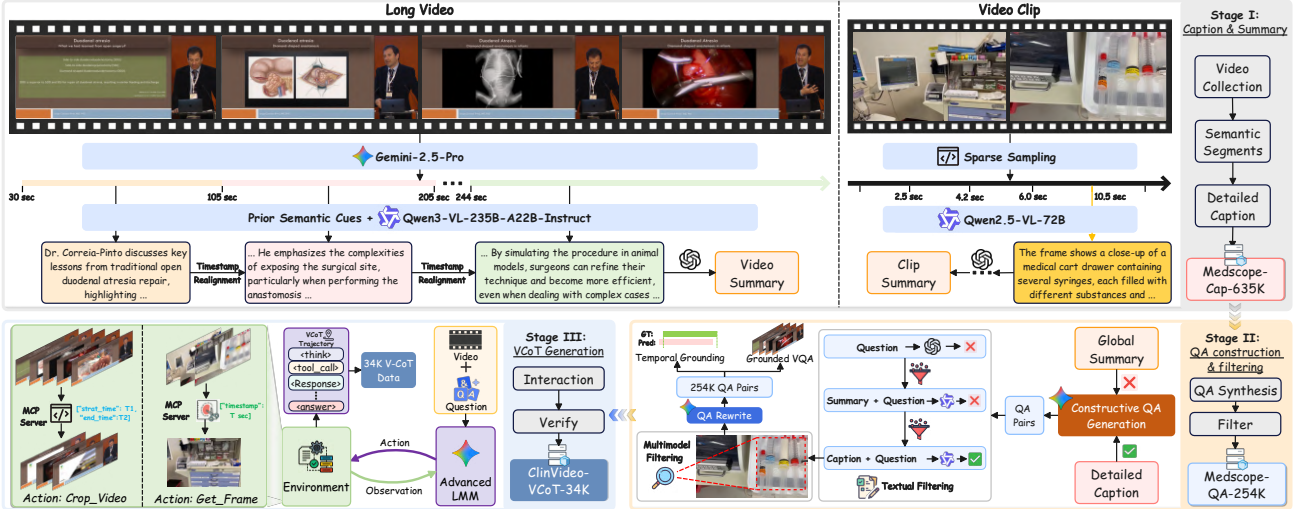 Long Video
Video Clip
Stage I:
Caption & Summary
Duodenal atresia
Duodenal atresia
Duodenal atresia
Duodenal atresia
Gemini-2.5-Pro
Sparse Sampling
Video
Collection
Semantic
Segments
Detailed
Caption
Medscope-
Cap-635K
30 sec
105 sec
205 sec
244 sec
2.5 sec
4.2 sec
6.0 sec
10.5 sec
Prior Semantic Cues + Qwen3-VL-235B-A22B-Instruct
Qwen2.5-VL-72B
Dr. Correia-Pinto discusses key
lessons from traditional open
duodenal atresia repair,
highlighting ...
Timestamp
Realignment
... He emphasizes the complexities
of exposing the surgical site,
particularly when performing the
anastomosis ...
Timestamp
Realignment
... By simulating the procedure in animal
models, surgeons can refine their
technique and become more efficient,
even when dealing with complex cases ...
Video
Summary
Clip
Summary
The frame shows a close-up of a
medical cart drawer containing
several syringes, each filled with
different substances and ...
MCP
Server
["strat_time": T1,
"end_time":T2]
Action: Crop_Video
MCP
Server
["timestamp":
T sec]
Action: Get_Frame
VCoT
Trajectory
<think>
<tool_call>
<Response>
<answer>
34K V-CoT
Data
Environment
Action
Observation
Video
+
Q A
Question
Advanced
LMM
Stage III:
VCoT Generation
Interaction
Verify
ClinVideo-
VCoT-34K
GT:
Pred:
Temporal Grounding
Grounded VQA
254K QA Pairs
QA Rewrite
Multimodel
Filtering
Question
Summary + Question
Caption + Question
Textual Filtering
QA
Pairs
Global
Summary
Constructive QA
Generation
Detailed
Caption
Stage II:
QA construction
& filtering
QA Synthesis
Filter
Medscope-
QA-254K